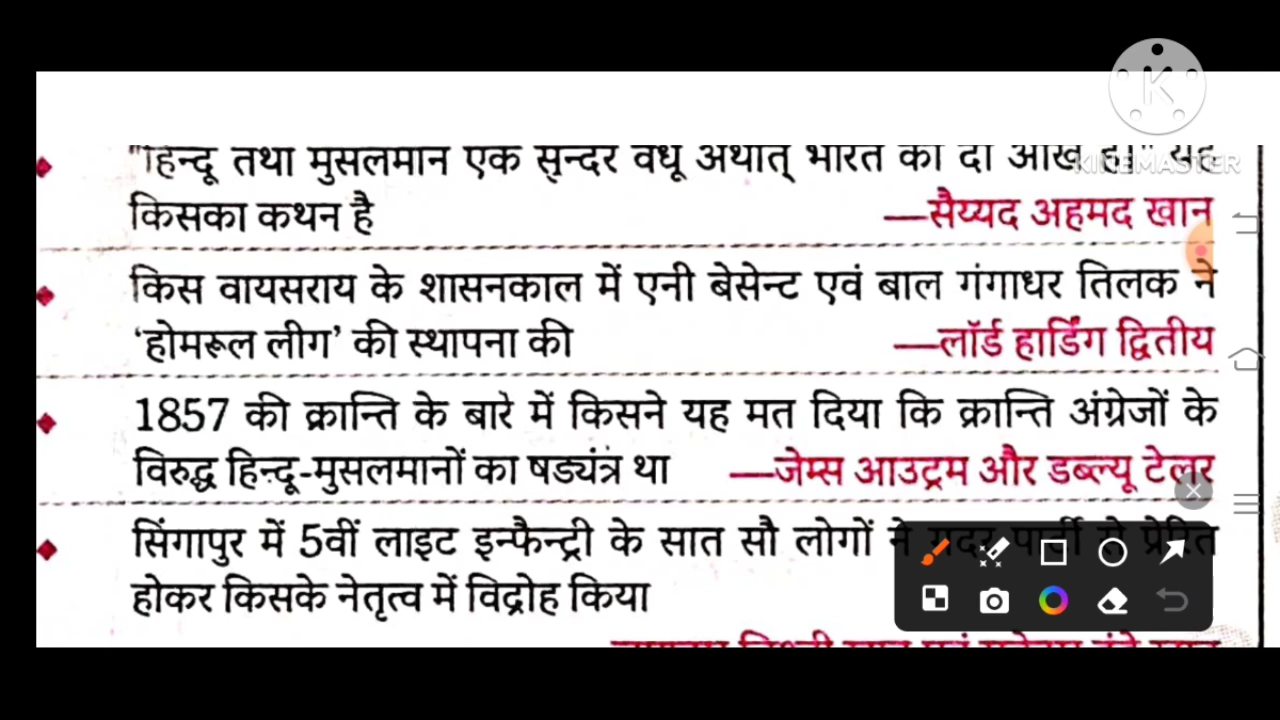 K
KINEMASTER
"हिन्दू तथा मुसलमान एक सुन्दर वधू अर्थात् भारत की दो आँखें हैं।" यह
किसका कथन है —सैय्यद अहमद खान
किस वायसराय के शासनकाल में एनी बेसेन्ट एवं बाल गंगाधर तिलक ने
‘होमरूल लीग’ की स्थापना की —लॉर्ड हार्डिंग द्वितीय
1857 की क्रान्ति के बारे में किसने यह मत दिया कि क्रान्ति अंग्रेजों के
विरुद्ध हिन्दू-मुसलमानों का षड्यंत्र था —जेम्स आउट्रम और डब्ल्यू टेलर
सिंगापुर में 5वीं लाइट इन्फैन्ट्री के सात सौ लोगों ने गदर पार्टी से प्रेरित
होकर किसके नेतृत्व में विद्रोह किया